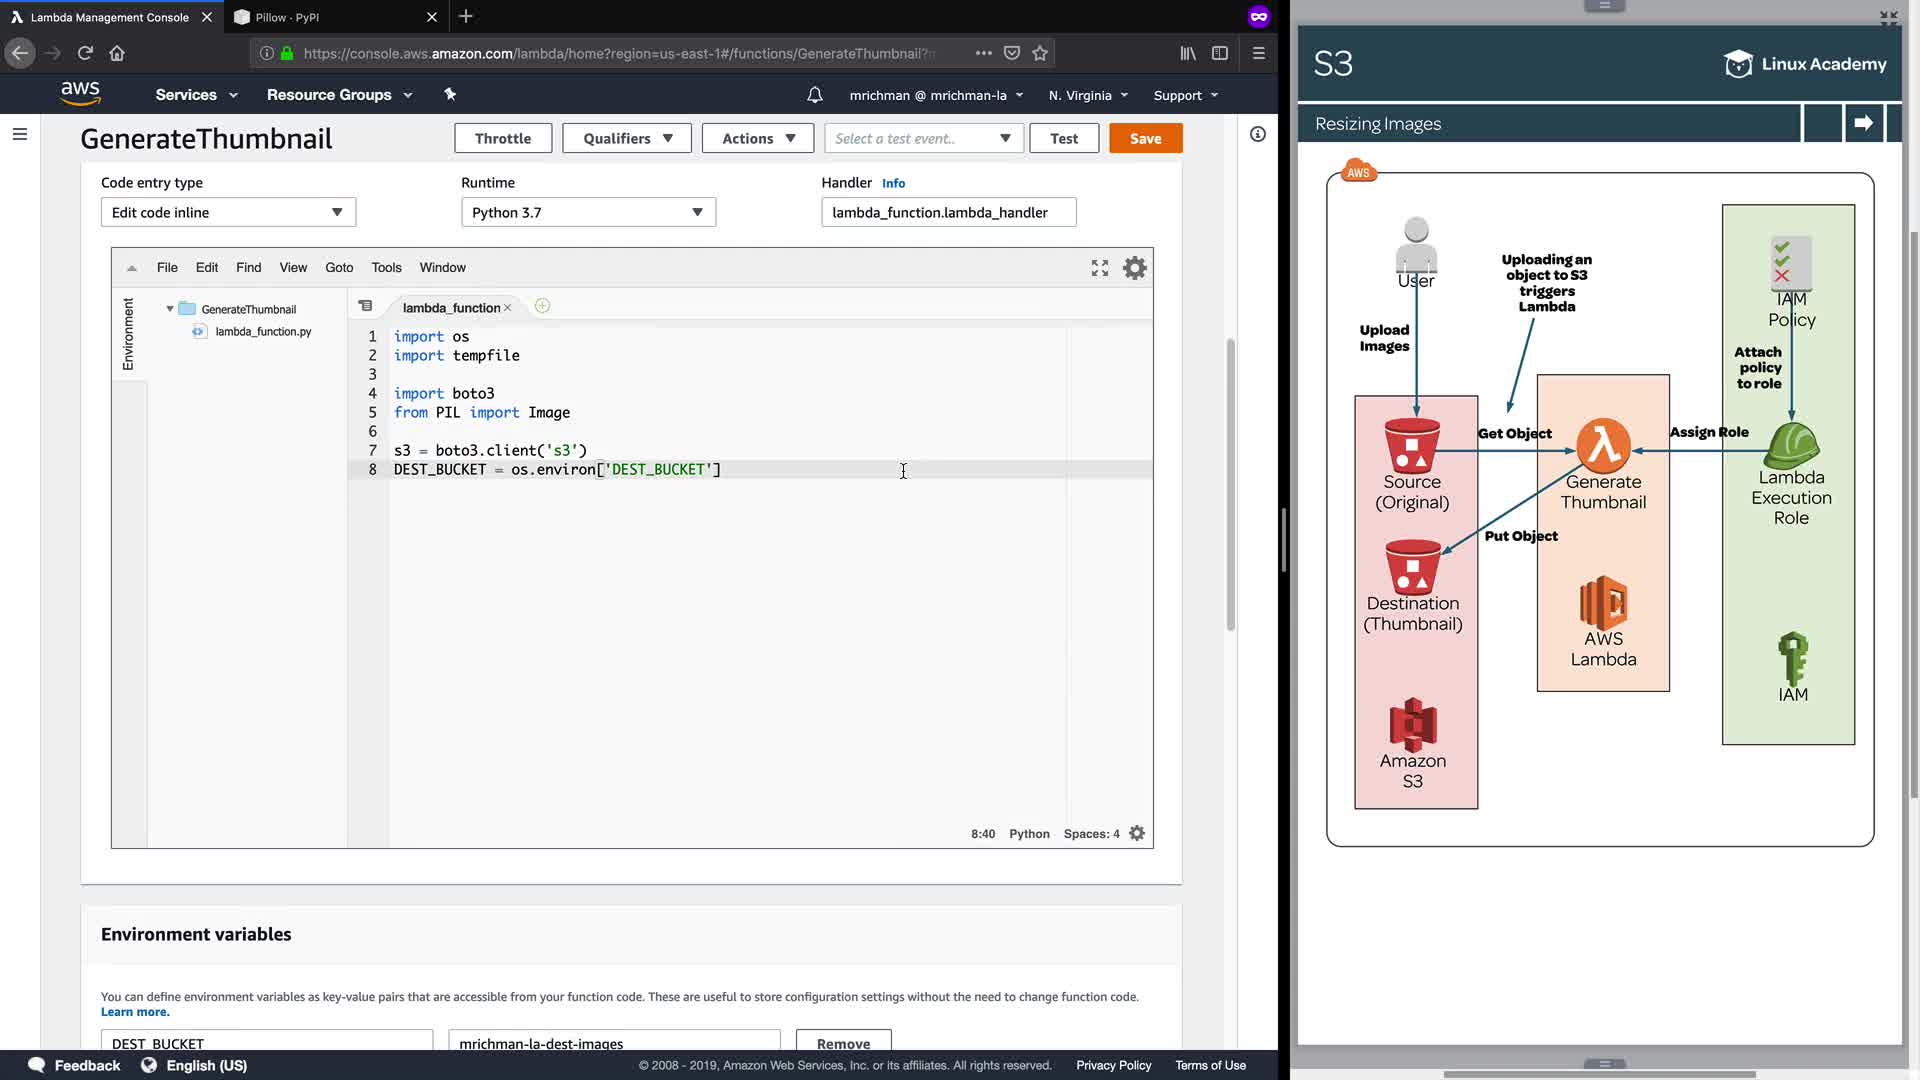 Lambda Management Console
Pillow · PyPI
https://console.aws.amazon.com/lambda/home?region=us-east-1#/functions/GenerateThumbnail?
aws
Services
Resource Groups
mrichman @ mrichman-la
N. Virginia
Support
GenerateThumbnail
Throttle
Qualifiers
Actions
Select a test event..
Test
Save
Code entry type
Runtime
Handler Info
Edit code inline
Python 3.7
lambda_function.lambda_handler
File Edit Find View Goto Tools Window
Environment
GenerateThumbnail
lambda_function.py
lambda_function
1 import os
2 import tempfile
3
4 import boto3
5 from PIL import Image
6
7 s3 = boto3.client('s3')
8 DEST_BUCKET = os.environ['DEST_BUCKET']
8:40 Python Spaces: 4
Environment variables
You can define environment variables as key-value pairs that are accessible from your function code. These are useful to store configuration settings without the need to change function code.
Learn more.
DEST_BUCKET
mrichman-la-dest-images
Remove
Feedback
English (US)
© 2008 - 2019, Amazon Web Services, Inc. or its affiliates. All rights reserved.
Privacy Policy
Terms of Use
S3
Linux Academy
Resizing Images
AWS
User
Uploading an
object to S3
triggers
Lambda
IAM
Policy
Upload
Images
Attach
policy
to role
Get Object
Assign Role
Source
(Original)
Generate
Thumbnail
Lambda
Execution
Role
Put Object
Destination
(Thumbnail)
AWS
Lambda
IAM
Amazon
S3